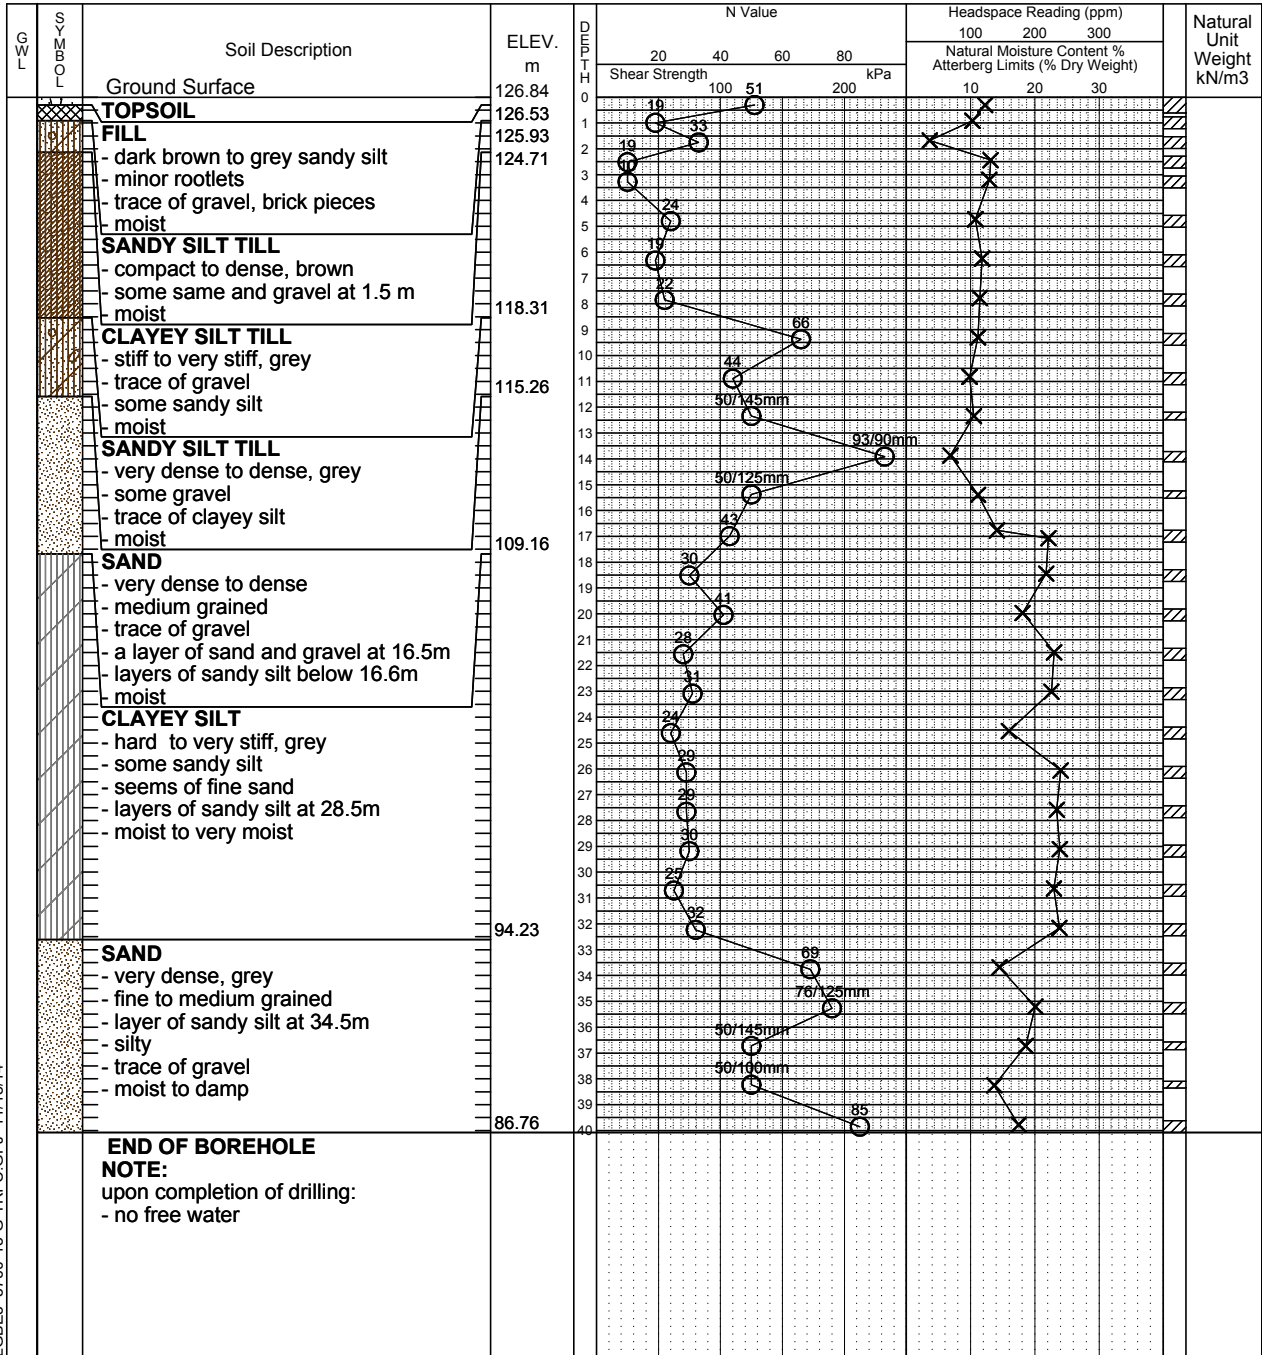 GWL
SYMBOL
Soil Description
Ground Surface
ELEV.
m
126.84
DEPTH
N Value
20 40 60 80
Shear Strength kPa
100 200
Headspace Reading (ppm)
100 200 300
Natural Moisture Content %
Atterberg Limits (% Dry Weight)
10 20 30
Natural
Unit
Weight
kN/m3
TOPSOIL
126.53
FILL
125.93
- dark brown to grey sandy silt
124.71
- minor rootlets
- trace of gravel, brick pieces
- moist
SANDY SILT TILL
- compact to dense, brown
- some same and gravel at 1.5 m
118.31
- moist
CLAYEY SILT TILL
- stiff to very stiff, grey
- trace of gravel
115.26
- some sandy silt
- moist
SANDY SILT TILL
- very dense to dense, grey
- some gravel
- trace of clayey silt
- moist
109.16
SAND
- very dense to dense
- medium grained
- trace of gravel
- a layer of sand and gravel at 16.5m
- layers of sandy silt below 16.6m
- moist
CLAYEY SILT
- hard to very stiff, grey
- some sandy silt
- seems of fine sand
- layers of sandy silt at 28.5m
- moist to very moist
94.23
SAND
- very dense, grey
- fine to medium grained
- layer of sandy silt at 34.5m
- silty
- trace of gravel
- moist to damp
86.76
END OF BOREHOLE
NOTE:
upon completion of drilling:
- no free water
0
1
2
3
4
5
6
7
8
9
10
11
12
13
14
15
16
17
18
19
20
21
22
23
24
25
26
27
28
29
30
31
32
33
34
35
36
37
38
39
40
51
19
33
19
10
24
19
22
66
44
50/145mm
93/90mm
50/125mm
43
30
41
28
31
24
29
29
30
25
32
69
76/125mm
50/145mm
50/100mm
85